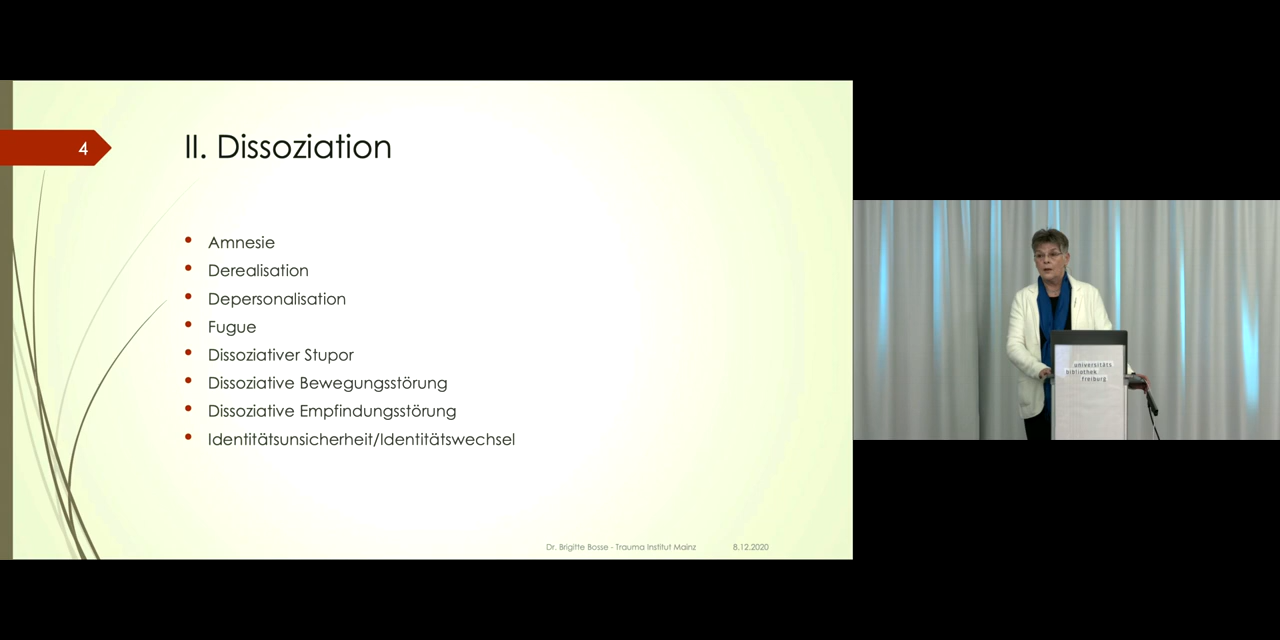 4
II. Dissoziation
Amnesie
Derealisation
Depersonalisation
Fugue
Dissoziativer Stupor
Dissoziative Bewegungsstörung
Dissoziative Empfindungsstörung
Identitätsunsicherheit/Identitätswechsel
Dr. Brigitte Bosse - Trauma Institut Mainz 8.12.2020
universitäts
bibliothek
freiburg